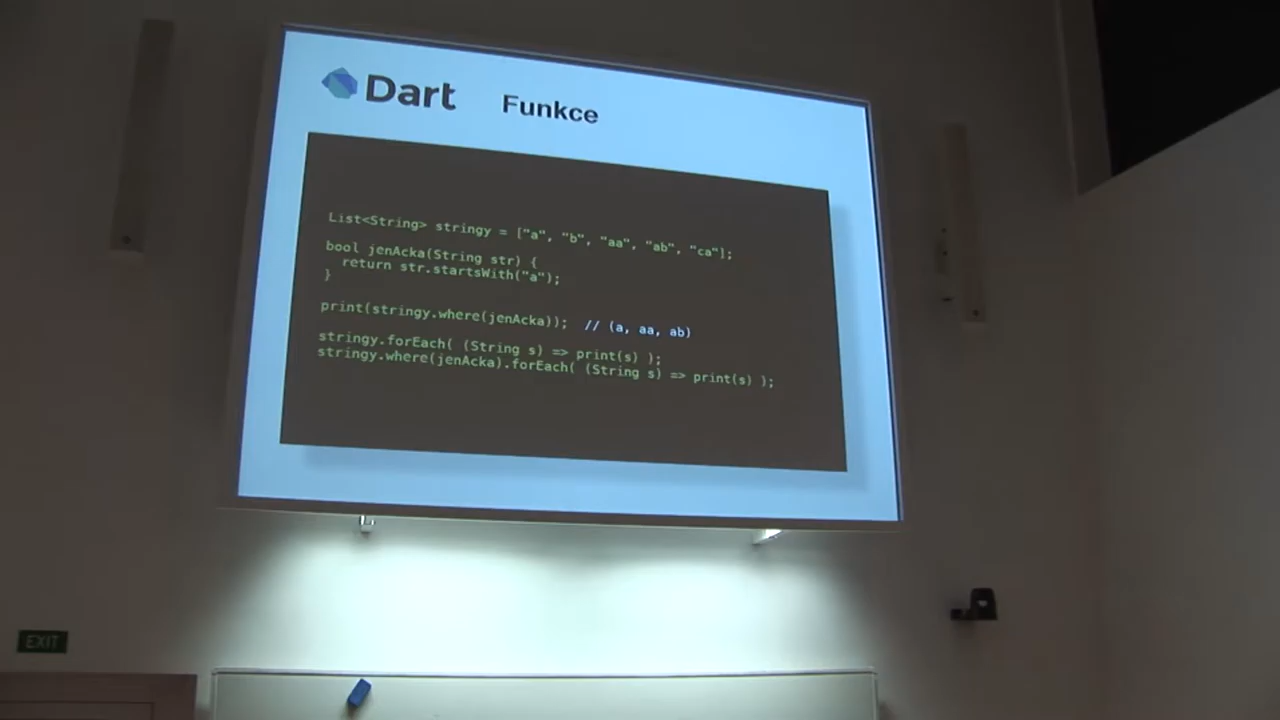 Dart Funkce
List<String> stringy = ["a", "b", "aa", "ab", "ca"];
bool jenAcka(String str) {
return str.startsWith("a");
}
print(stringy.where(jenAcka)); // (a, aa, ab)
stringy.forEach( (String s) => print(s) );
stringy.where(jenAcka).forEach( (String s) => print(s) );
EXIT